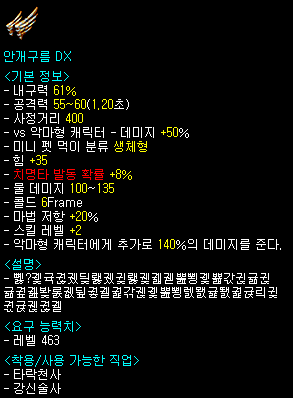 안개구름 DX
<기본 정보>
- 내구력 61%
- 공격력 55~60(1,20초)
- 사정거리 400
- vs 악마형 캐릭터 - 데미지 +50%
- 미니 펫 먹이 분류 생체형
- 힘 +35
- 치명타 발동 확률 +8%
- 물 데미지 100~135
- 콜드 6Frame
- 마법 저항 +20%
- 스킬 레벨 +2
- 악마형 캐릭터에게 추가로 140%의 데미지를 준다.
<설명>
<요구 능력치>
- 레벨 463
<착용/사용 가능한 직업>
- 타락천사
- 강신술사